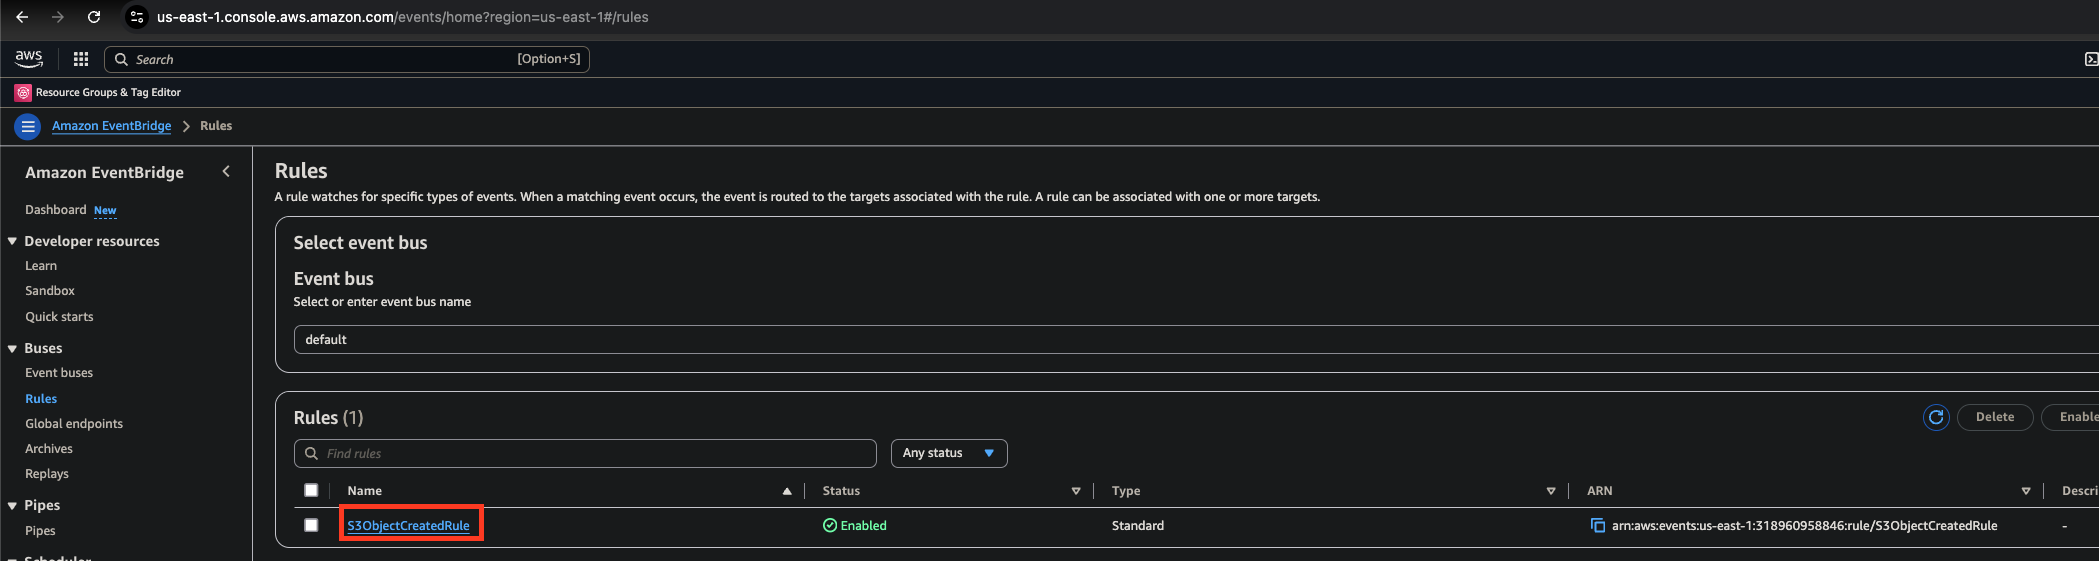 us-east-1.console.aws.amazon.com/events/home?region=us-east-1#/rules
aws
Search [Option+S]
Resource Groups & Tag Editor
Amazon EventBridge > Rules
Amazon EventBridge
Dashboard New
Developer resources
Learn
Sandbox
Quick starts
Buses
Event buses
Rules
Global endpoints
Archives
Replays
Pipes
Pipes
Scheduler
Rules
A rule watches for specific types of events. When a matching event occurs, the event is routed to the targets associated with the rule. A rule can be associated with one or more targets.
Select event bus
Event bus
Select or enter event bus name
default
Rules (1)
Delete
Enable
Find rules
Any status
Name Status Type ARN Descri
S3ObjectCreatedRule Enabled Standard arn:aws:events:us-east-1:318960958846:rule/S3ObjectCreatedRule -